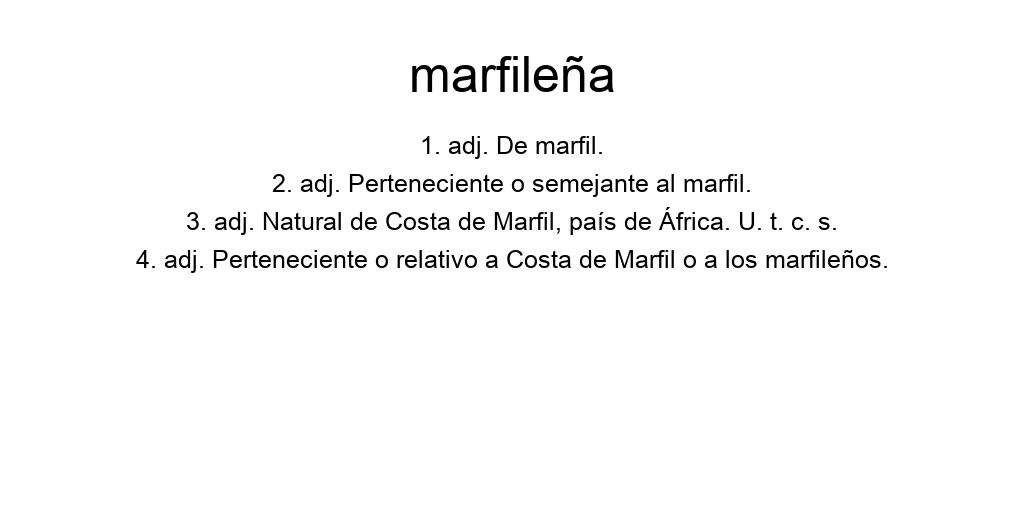 marfileña
1. adj. De marfil.
2. adj. Perteneciente o semejante al marfil.
3. adj. Natural de Costa de Marfil, país de África. U. t. c. s.
4. adj. Perteneciente o relativo a Costa de Marfil o a los marfileños.